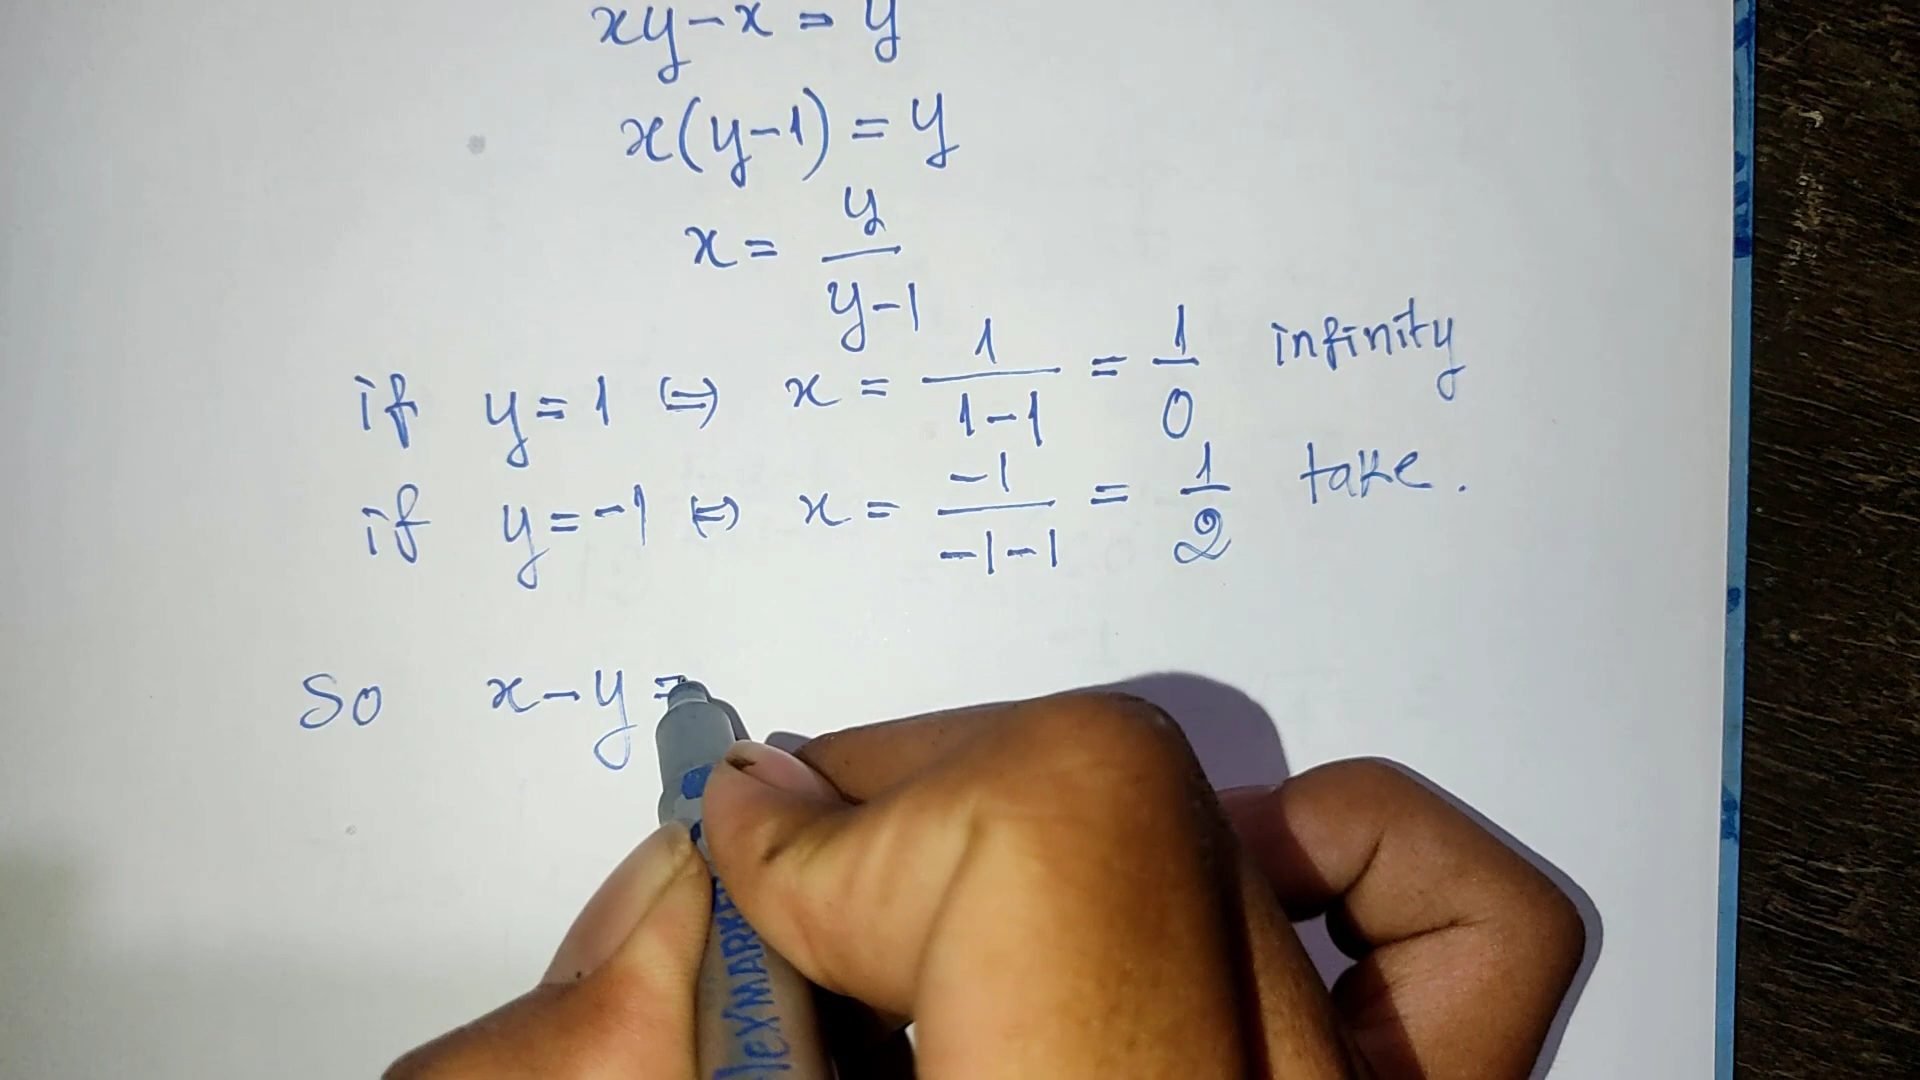 xy-x = y
x(y-1) = y
x = y/y-1
if y=1 ⇔ x = 1/1-1 = 1/0 infinity
if y=-1 ⇔ x = -1/-1-1 = 1/2 take.
So x-y =